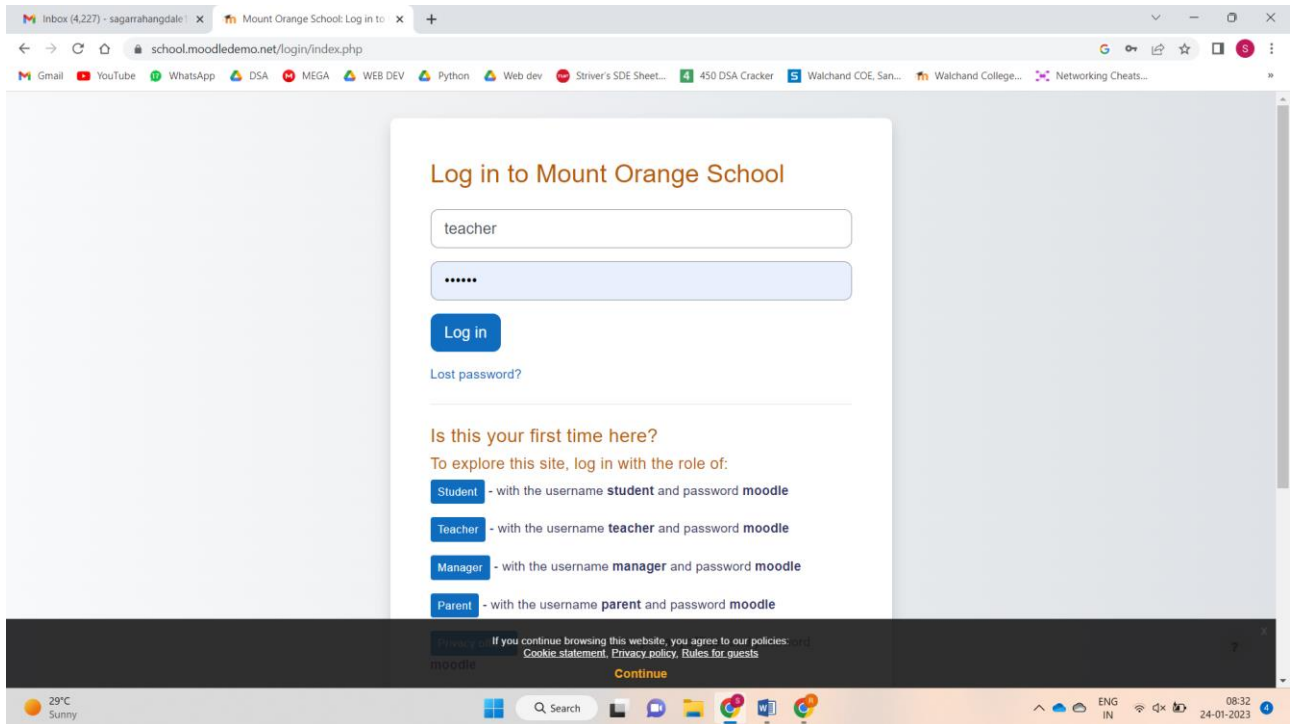 Inbox (4,227) - sagarrahangdale1
Mount Orange School: Log in to
school.moodledemo.net/login/index.php
Gmail YouTube WhatsApp DSA MEGA WEB DEV Python Web dev Striver's SDE Sheet... 450 DSA Cracker Walchand COE, San... Walchand College... Networking Cheats... »
Log in to Mount Orange School
teacher
••••••
Log in
Lost password?
Is this your first time here?
To explore this site, log in with the role of:
Student - with the username student and password moodle
Teacher - with the username teacher and password moodle
Manager - with the username manager and password moodle
Parent - with the username parent and password moodle
moodle
If you continue browsing this website, you agree to our policies:
Cookie statement, Privacy policy, Rules for guests
Continue
x
?
29°C
Sunny
Search
ENG
IN
08:32
24-01-2023
4